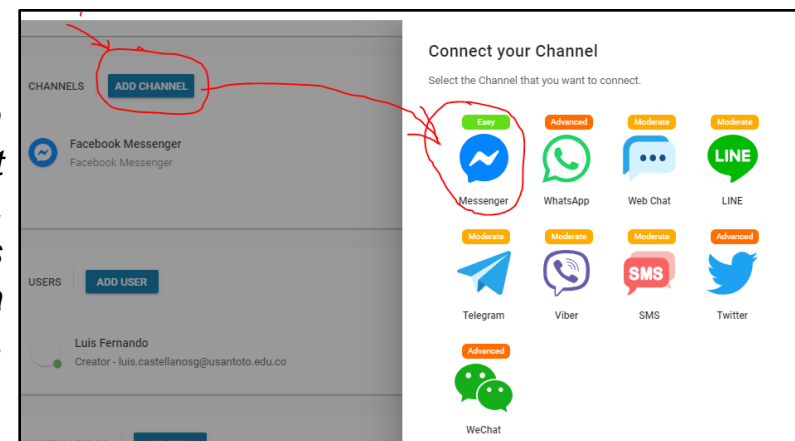 Connect your Channel
CHANNELS ADD CHANNEL
Select the Channel that you want to connect.
Easy Advanced Moderate Moderate
Facebook Messenger
Facebook Messenger
LINE
Messenger WhatsApp Web Chat LINE
Moderate Moderate Moderate Advanced
USERS ADD USER
SMS
Telegram Viber SMS Twitter
Luis Fernando
Creator - luis.castellanosg@usantoto.edu.co
Advanced
WeChat